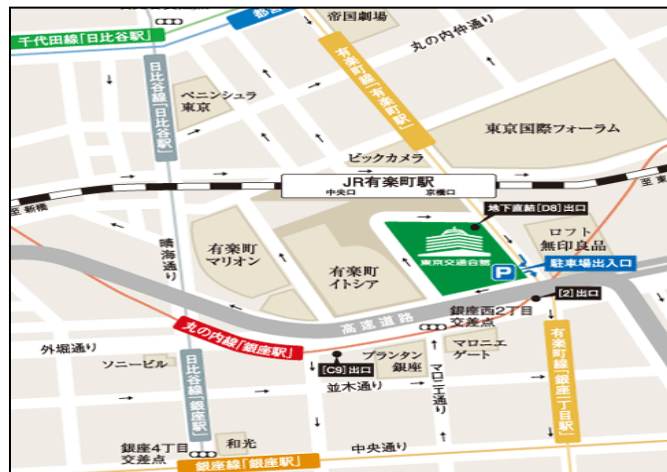 帝国劇場
千代田線「日比谷駅」
都営
丸の内仲通り
日比谷線「日比谷駅」
有楽町線「有楽町駅」
ペニンシュラ
東京
東京国際フォーラム
ビックカメラ
JR有楽町駅
中央口
京橋口
至 新橋
至 東
地下直結[D8]出口
ロフト
無印良品
晴海通り
有楽町
マリオン
有楽町
イトシア
東京交通会館
P
駐車場出入口
[2]出口
高速道路
銀座西2丁目
交差点
丸の内線「銀座駅」
外堀通り
ソニービル
日比谷線「銀座駅」
[C9]出口
プランタン
銀座
マロニエ
ゲート
マロニエ通り
有楽町線「銀座一丁目駅」
並木通り
銀座4丁目
交差点
和光
中央通り
銀座線「銀座駅」